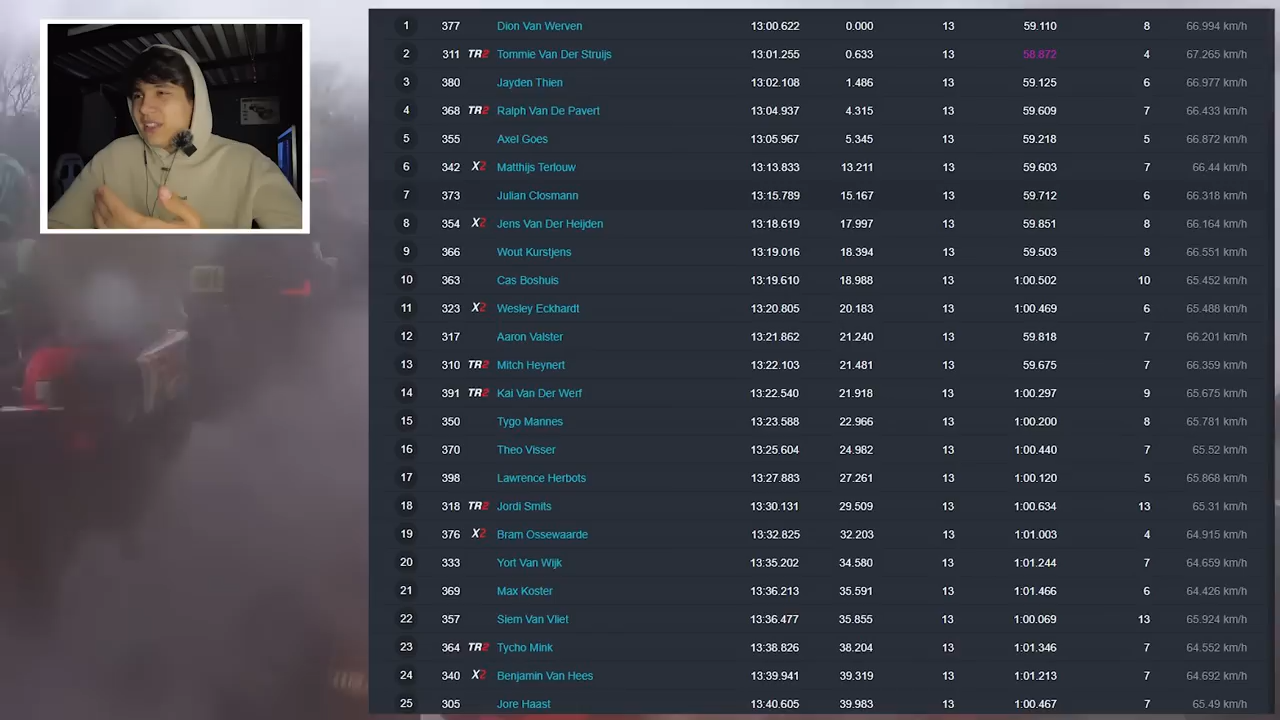 1 377 Dion Van Werven 13:00.622 0.000 13 59.110 8 66.994 km/h
2 311 TR2 Tommie Van Der Struijs 13:01.255 0.633 13 58.872 4 67.265 km/h
3 380 Jayden Thien 13:02.108 1.486 13 59.125 6 66.977 km/h
4 368 TR2 Ralph Van De Pavert 13:04.937 4.315 13 59.609 7 66.433 km/h
5 355 Axel Goes 13:05.967 5.345 13 59.218 5 66.872 km/h
6 342 X2 Matthijs Terlouw 13:13.833 13.211 13 59.603 7 66.44 km/h
7 373 Julian Closmann 13:15.789 15.167 13 59.712 6 66.318 km/h
8 354 X2 Jens Van Der Heijden 13:18.619 17.997 13 59.851 8 66.164 km/h
9 366 Wout Kurstjens 13:19.016 18.394 13 59.503 8 66.551 km/h
10 363 Cas Boshuis 13:19.610 18.988 13 1:00.502 10 65.452 km/h
11 323 X2 Wesley Eckhardt 13:20.805 20.183 13 1:00.469 6 65.488 km/h
12 317 Aaron Valster 13:21.862 21.240 13 59.818 7 66.201 km/h
13 310 TR2 Mitch Heynert 13:22.103 21.481 13 59.675 7 66.359 km/h
14 391 TR2 Kai Van Der Werf 13:22.540 21.918 13 1:00.297 9 65.675 km/h
15 350 Tygo Mannes 13:23.588 22.966 13 1:00.200 8 65.781 km/h
16 370 Theo Visser 13:25.604 24.982 13 1:00.440 7 65.52 km/h
17 398 Lawrence Herbots 13:27.883 27.261 13 1:00.120 5 65.868 km/h
18 318 TR2 Jordi Smits 13:30.131 29.509 13 1:00.634 13 65.31 km/h
19 376 X2 Bram Ossewaarde 13:32.825 32.203 13 1:01.003 4 64.915 km/h
20 333 Yort Van Wijk 13:35.202 34.580 13 1:01.244 7 64.659 km/h
21 369 Max Koster 13:36.213 35.591 13 1:01.466 6 64.426 km/h
22 357 Siem Van Vliet 13:36.477 35.855 13 1:00.069 13 65.924 km/h
23 364 TR2 Tycho Mink 13:38.826 38.204 13 1:01.346 7 64.552 km/h
24 340 X2 Benjamin Van Hees 13:39.941 39.319 13 1:01.213 7 64.692 km/h
25 305 Jore Haast 13:40.605 39.983 13 1:00.467 7 65.49 km/h